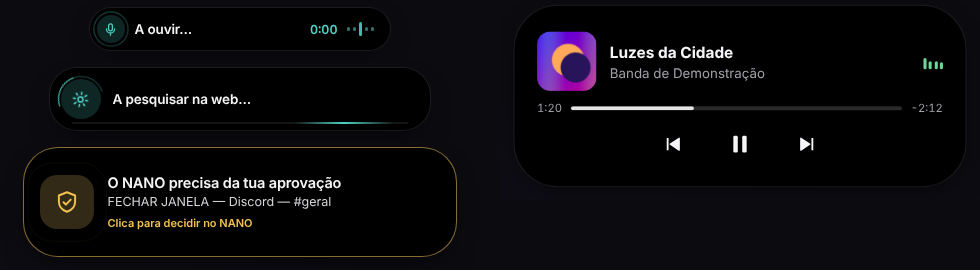 A ouvir...
0:00
A pesquisar na web...
O NANO precisa da tua aprovação
FECHAR JANELA — Discord — #geral
Clica para decidir no NANO
Luzes da Cidade
Banda de Demonstração
1:20
-2:12